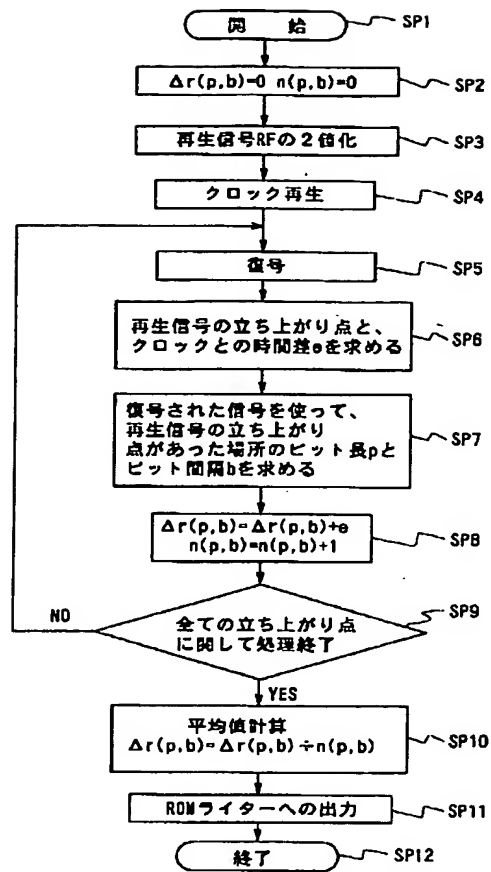 開 始
SP1
Δr(p,b)=0 n(p,b)=0
SP2
再生信号RFの2値化
SP3
クロック再生
SP4
復号
SP5
再生信号の立ち上がり点と、
クロックとの時間差eを求める
SP6
復号された信号を使って、
再生信号の立ち上がり
点があった場所のピット長pと
ピット間隔bを求める
SP7
Δr(p,b)=Δr(p,b)+e
n(p,b)=n(p,b)+1
SP8
NO
全ての立ち上がり点
に関して処理終了
SP9
YES
平均値計算
Δr(p,b)=Δr(p,b)÷n(p,b)
SP10
ROMライターへの出力
SP11
終了
SP12